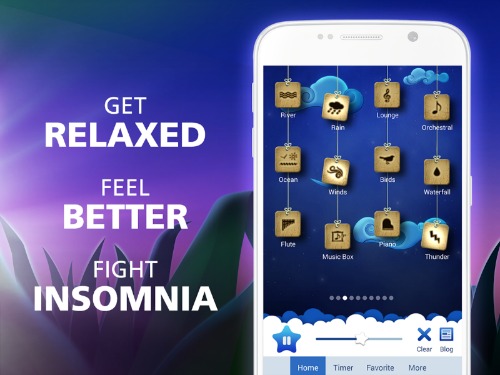 GET
RELAXED
FEEL
BETTER
FIGHT
INSOMNIA
River
Rain
Lounge
Orchestral
Ocean
Winds
Birds
Waterfall
Flute
Music Box
Piano
Thunder
Clear
Blog
Home Timer Favorite More